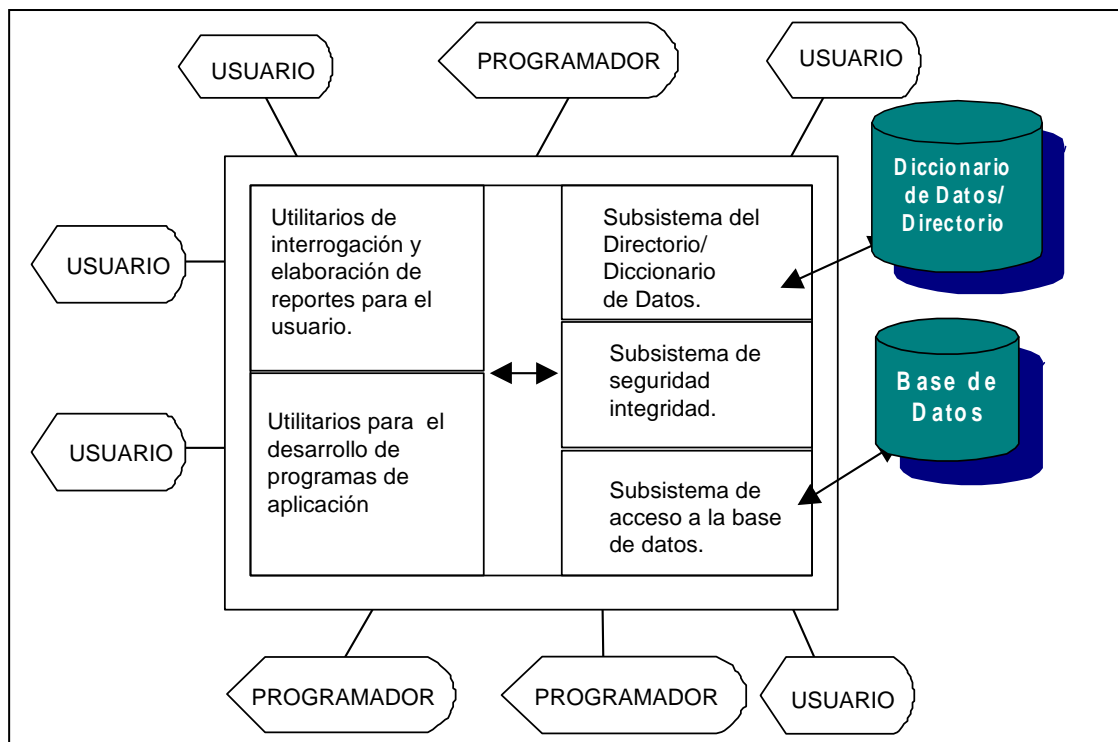 USUARIO
PROGRAMADOR
USUARIO
Diccionario
de Datos/
Directorio
Utilitarios de
interrogación y
elaboración de
reportes para el
usuario.
Subsistema del
Directorio/
Diccionario
de Datos.
USUARIO
Subsistema de
seguridad
integridad.
Base de
Datos
USUARIO
Utilitarios para el
desarrollo de
programas de
aplicación
Subsistema de
acceso a la base
de datos.
PROGRAMADOR
PROGRAMADOR
USUARIO